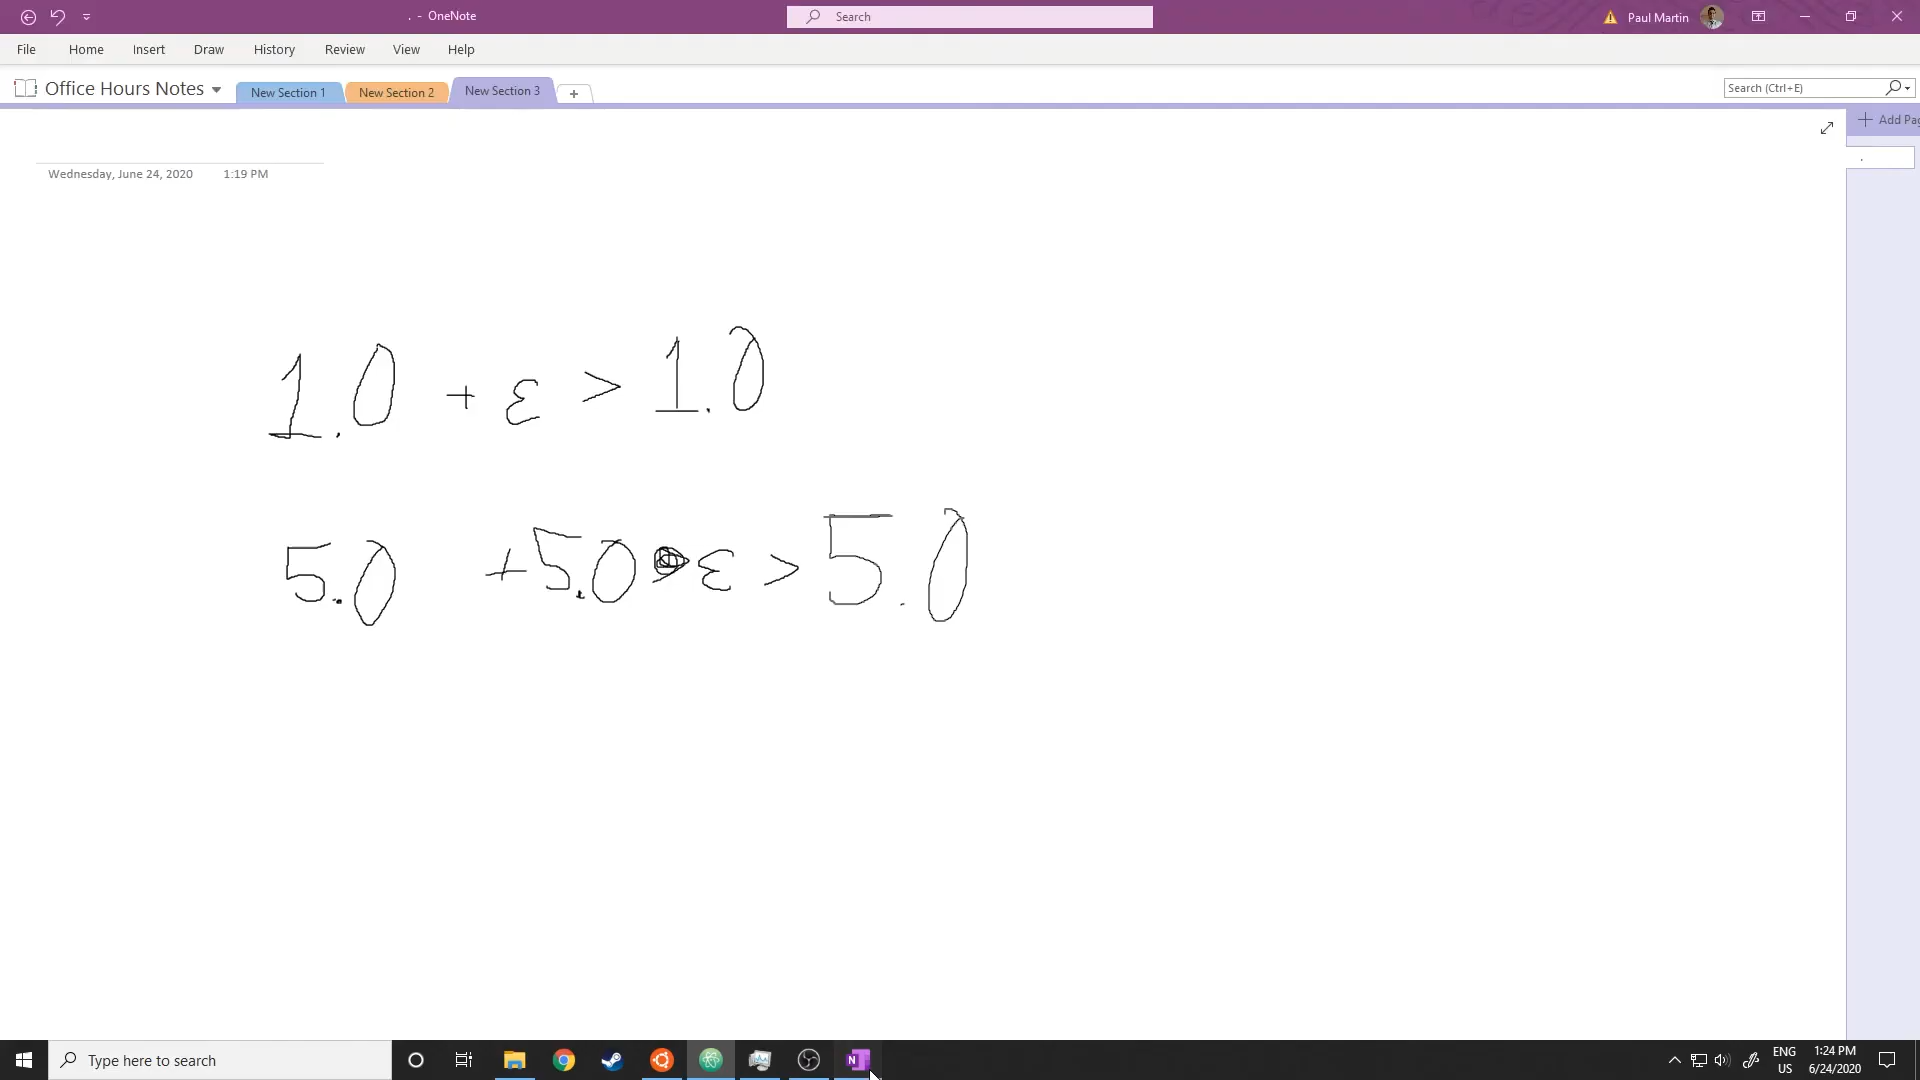 . - OneNote
Search
Paul Martin
File Home Insert Draw History Review View Help
Office Hours Notes
New Section 1
New Section 2
New Section 3
Search (Ctrl+E)
Add Pag
.
Wednesday, June 24, 2020 1:19 PM
1.0 + ε > 1.0
5.0 + 5.0 • ε > 5.0
Type here to search
ENG
US
1:24 PM
6/24/2020